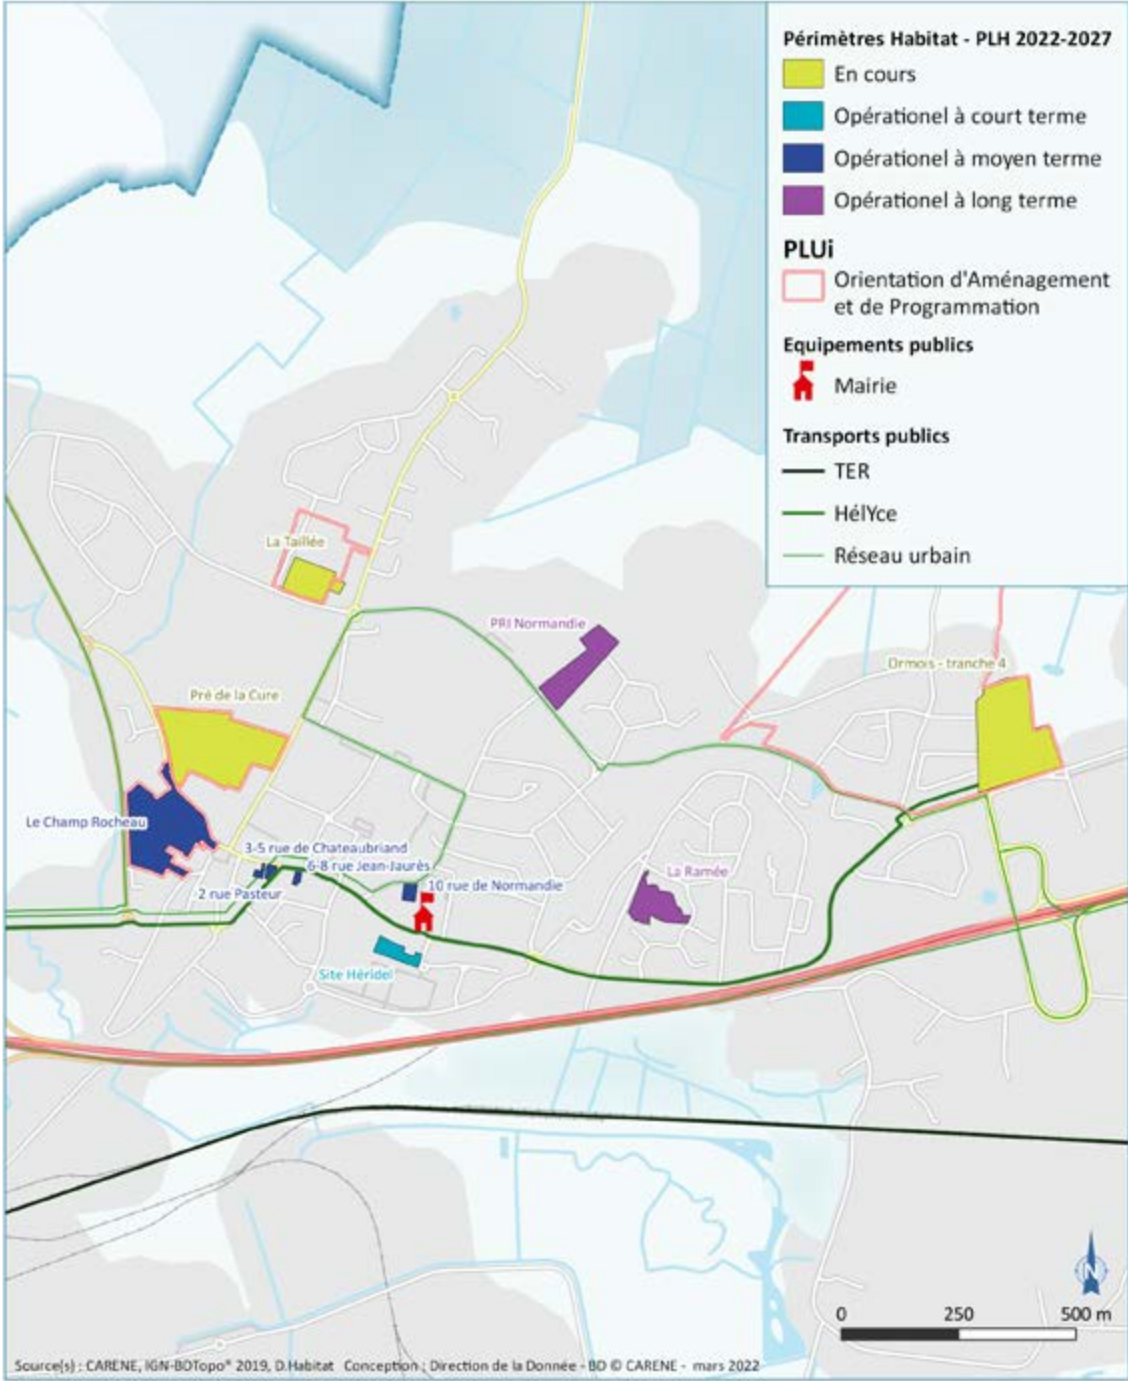 Périmètres Habitat - PLH 2022-2027
En cours
Opérationel à court terme
Opérationel à moyen terme
Opérationel à long terme
PLUi
Orientation d'Aménagement
et de Programmation
Equipements publics
Mairie
Transports publics
TER
HélYce
Réseau urbain
La Taillée
PRI Normandie
Ormois - tranche 4
Pré de la Cure
Le Champ Rocheau
3-5 rue de Chateaubriand
6-8 rue Jean-Jaurès
La Ramée
2 rue Pasteur
10 rue de Normandie
Site Héridel
N
0 250 500 m
Source(s) : CARENE, IGN-BDTopo® 2019, D.Habitat Conception : Direction de la Donnée - BD © CARENE - mars 2022